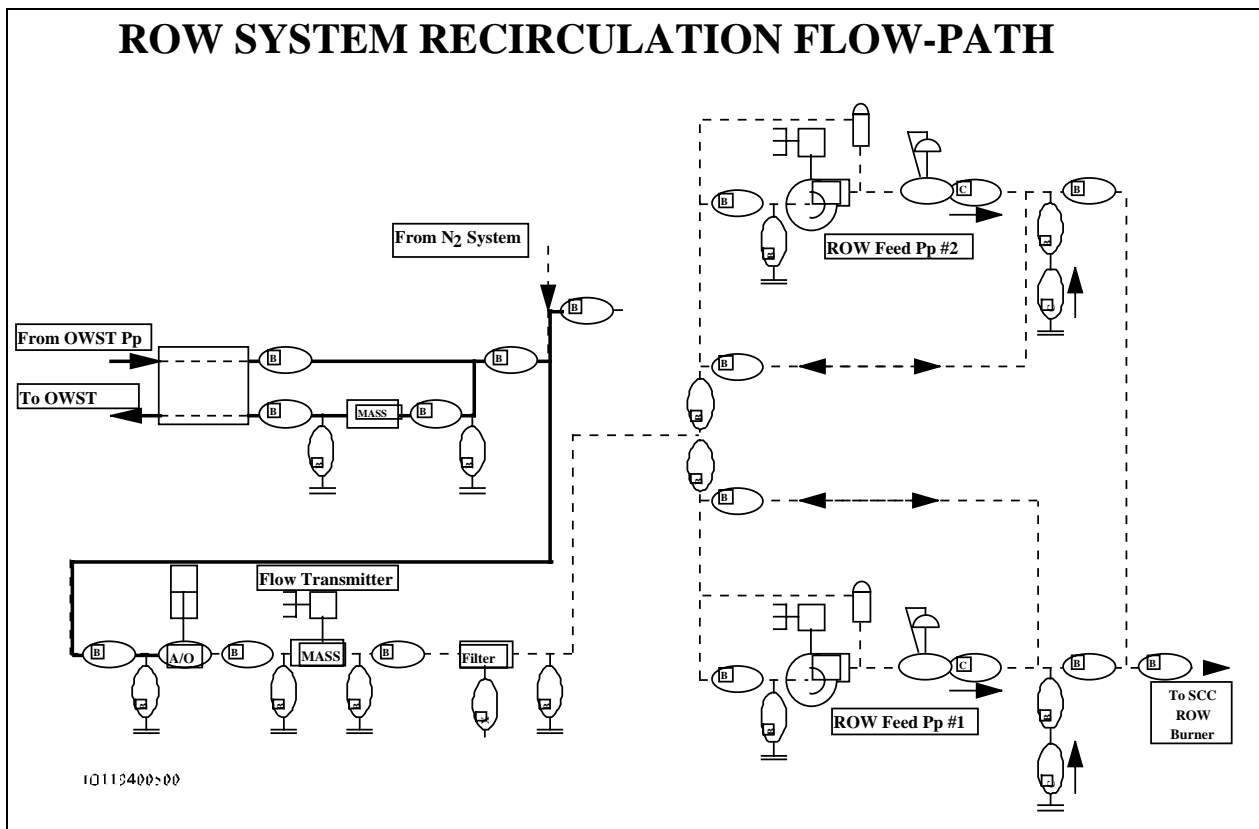 ROW SYSTEM RECIRCULATION FLOW-PATH
From N2 System
B
C
B
B
ROW Feed Pp #2
B
From OWST Pp
B
B
B
To OWST
B
MASS
B
B
Flow Transmitter
B
A/O
B
MASS
B
Filter
B
C
B
B
ROW Feed Pp #1
To SCC
ROW
Burner